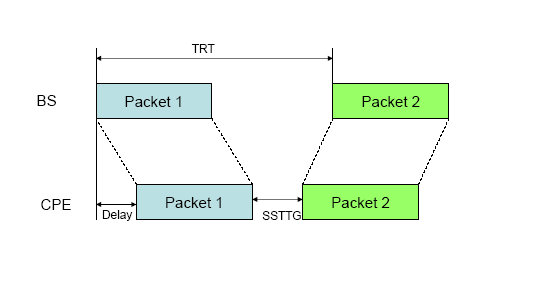 TRT
BS
Packet 1
Packet 2
CPE
Delay
Packet 1
SSTTG
Packet 2